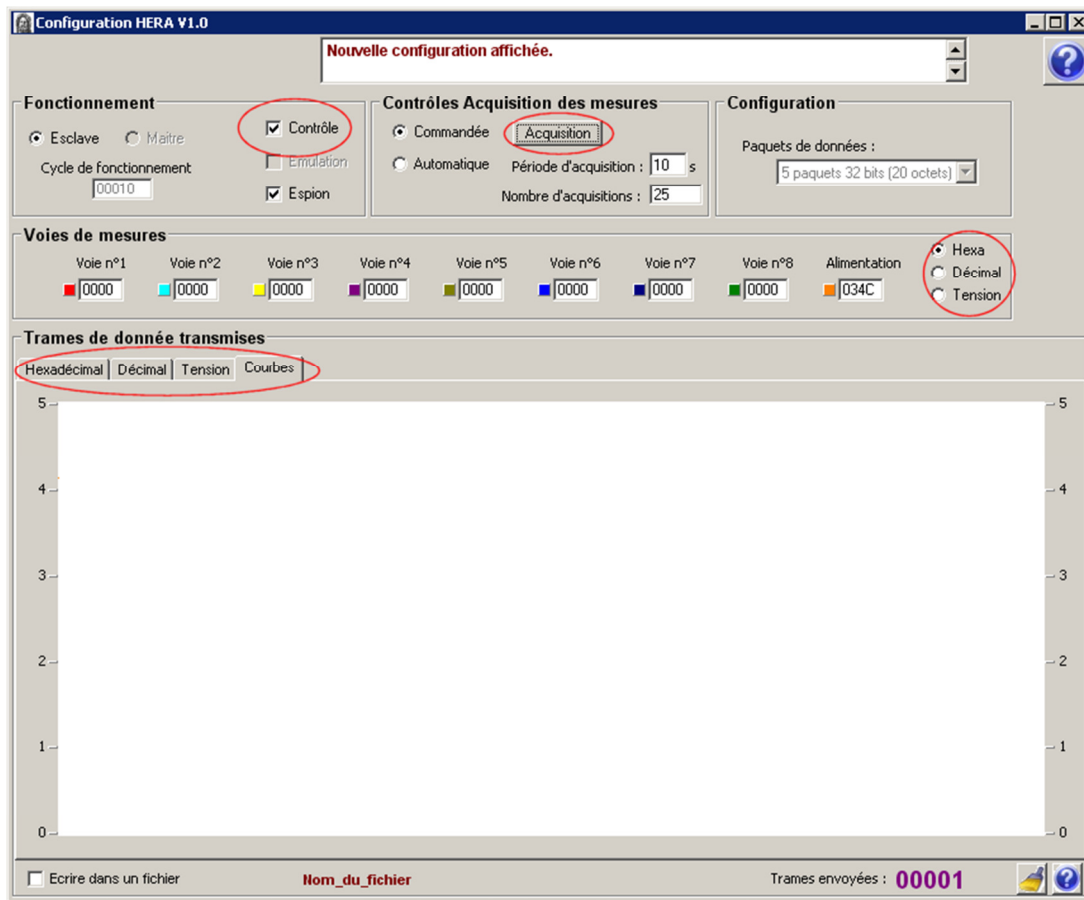 Configuration HERA V1.0
Nouvelle configuration affichée.
Fonctionnement
Esclave Maitre
Cycle de fonctionnement
00010
Contrôle
Emulation
Espion
Contrôles Acquisition des mesures
Commandée Acquisition
Automatique Période d'acquisition : 10 s
Nombre d'acquisitions : 25
Configuration
Paquets de données :
5 paquets 32 bits (20 octets)
Voies de mesures
Voie n°1 Voie n°2 Voie n°3 Voie n°4 Voie n°5 Voie n°6 Voie n°7 Voie n°8 Alimentation
0000 0000 0000 0000 0000 0000 0000 0000 034C
Hexa
Décimal
Tension
Trames de donnée transmises
Hexadécimal Décimal Tension Courbes
5 5
4 4
3 3
2 2
1 1
0 0
Ecrire dans un fichier Nom_du_fichier Trames envoyées : 00001